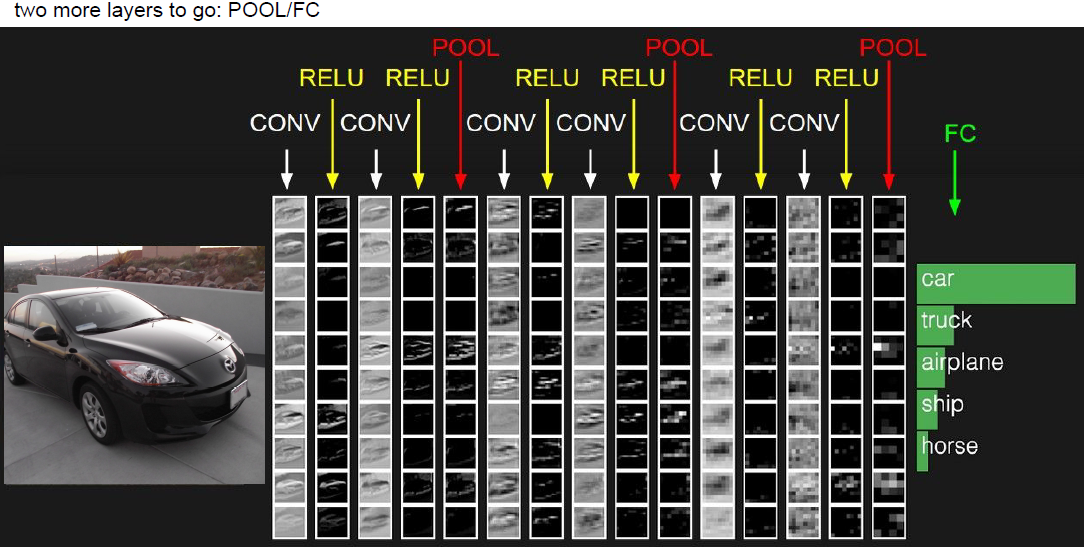 two more layers to go: POOL/FC
POOL POOL POOL
RELU RELU RELU RELU RELU RELU
CONV CONV CONV CONV CONV CONV
FC
car
truck
airplane
ship
horse